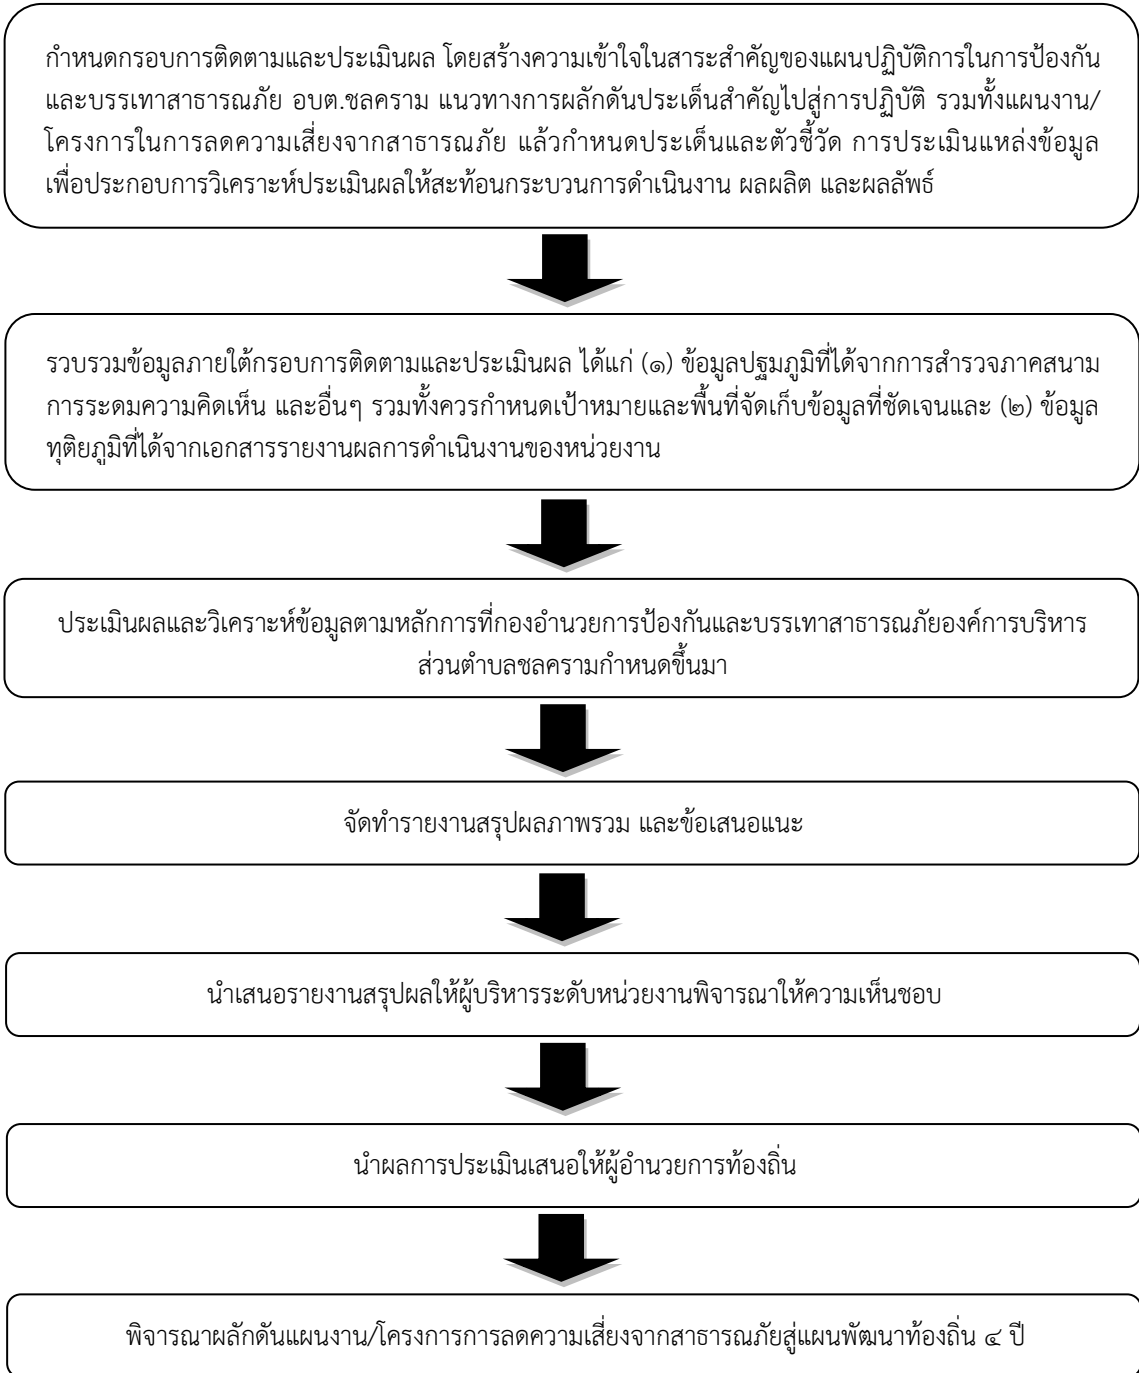 กำหนดกรอบการติดตามและประเมินผล โดยสร้างความเข้าใจในสาระสำคัญของแผนปฏิบัติการในการป้องกัน
และบรรเทาสาธารณภัย อบต.ชลคราม แนวทางการผลักดันประเด็นสำคัญไปสู่การปฏิบัติ รวมทั้งแผนงาน/
โครงการในการลดความเสี่ยงจากสาธารณภัย แล้วกำหนดประเด็นและตัวชี้วัด การประเมินแหล่งข้อมูล
เพื่อประกอบการวิเคราะห์ประเมินผลให้สะท้อนกระบวนการดำเนินงาน ผลผลิต และผลลัพธ์
รวบรวมข้อมูลภายใต้กรอบการติดตามและประเมินผล ได้แก่ (๑) ข้อมูลปฐมภูมิที่ได้จากการสำรวจภาคสนาม
การระดมความคิดเห็น และอื่นๆ รวมทั้งควรกำหนดเป้าหมายและพื้นที่จัดเก็บข้อมูลที่ชัดเจนและ (๒) ข้อมูล
ทุติยภูมิที่ได้จากเอกสารรายงานผลการดำเนินงานของหน่วยงาน
ประเมินผลและวิเคราะห์ข้อมูลตามหลักการที่กองอำนวยการป้องกันและบรรเทาสาธารณภัยองค์การบริหาร
ส่วนตำบลชลครามกำหนดขึ้นมา
จัดทำรายงานสรุปผลภาพรวม และข้อเสนอแนะ
นำเสนอรายงานสรุปผลให้ผู้บริหารระดับหน่วยงานพิจารณาให้ความเห็นชอบ
นำผลการประเมินเสนอให้ผู้อำนวยการท้องถิ่น
พิจารณาผลักดันแผนงาน/โครงการการลดความเสี่ยงจากสาธารณภัยสู่แผนพัฒนาท้องถิ่น ๔ ปี